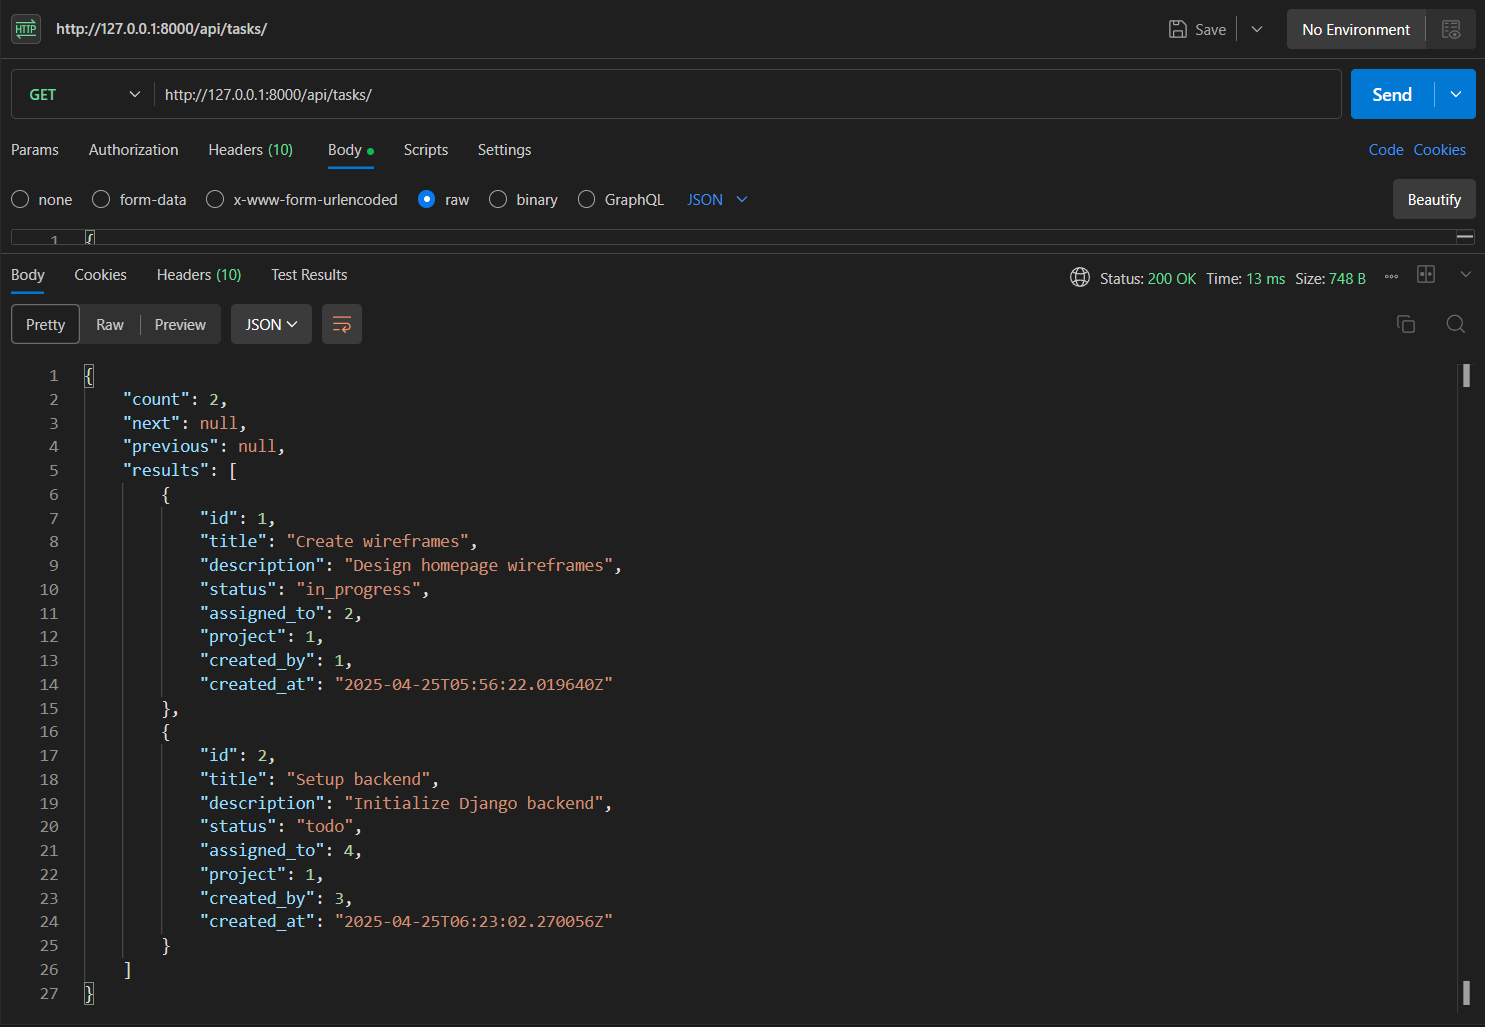 HTTP http://127.0.0.1:8000/api/tasks/ Save No Environment
GET http://127.0.0.1:8000/api/tasks/ Send
Params Authorization Headers (10) Body Scripts Settings Code Cookies
none form-data x-www-form-urlencoded raw binary GraphQL JSON Beautify
1 {
Body Cookies Headers (10) Test Results Status: 200 OK Time: 13 ms Size: 748 B
Pretty Raw Preview JSON
1 {
2 "count": 2,
3 "next": null,
4 "previous": null,
5 "results": [
6 {
7 "id": 1,
8 "title": "Create wireframes",
9 "description": "Design homepage wireframes",
10 "status": "in_progress",
11 "assigned_to": 2,
12 "project": 1,
13 "created_by": 1,
14 "created_at": "2025-04-25T05:56:22.019640Z"
15 },
16 {
17 "id": 2,
18 "title": "Setup backend",
19 "description": "Initialize Django backend",
20 "status": "todo",
21 "assigned_to": 4,
22 "project": 1,
23 "created_by": 3,
24 "created_at": "2025-04-25T06:23:02.270056Z"
25 }
26 ]
27 }